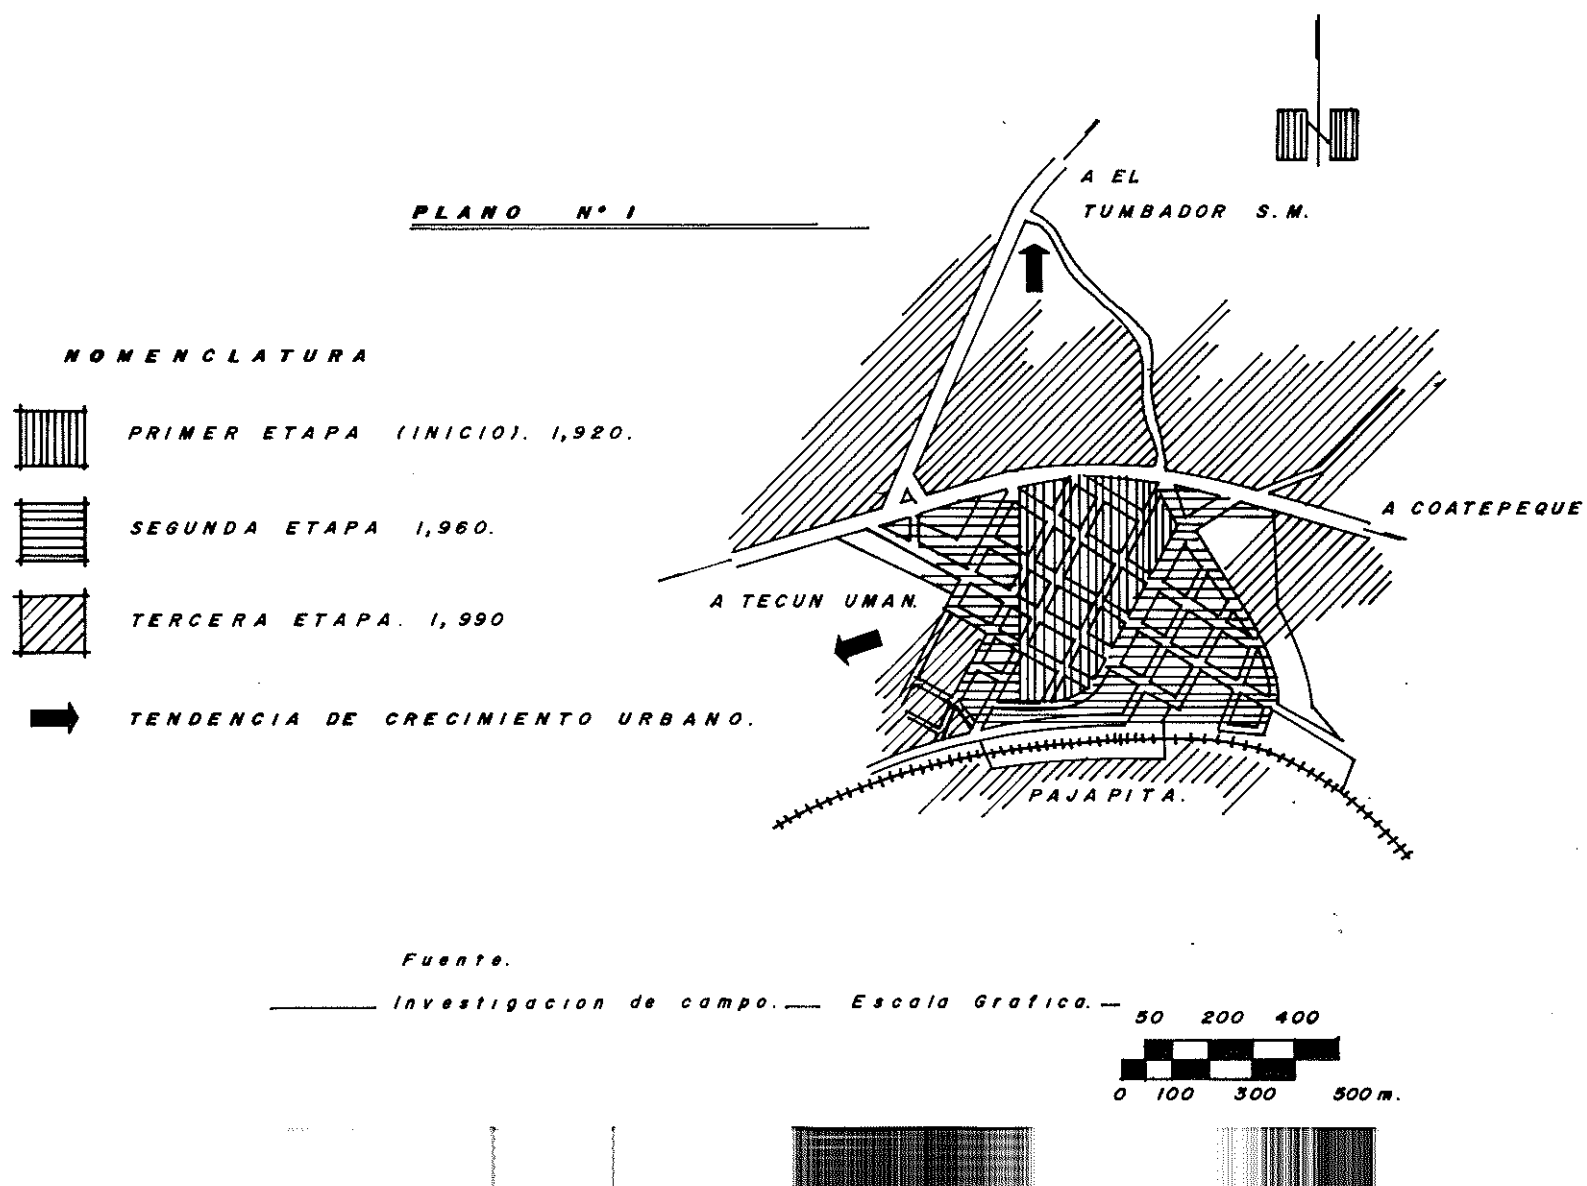 A EL
TUMBADOR S.M.
PLANO Nº 1
NOMENCLATURA
PRIMER ETAPA (INICIO). 1,920.
SEGUNDA ETAPA 1,960.
TERCERA ETAPA. 1,990
TENDENCIA DE CRECIMIENTO URBANO.
A COATEPEQUE
A TECUN UMAN.
PAJAPITA.
Fuente.
Investigacion de campo. Escala Grafica.
50 200 400
0 100 300 500 m.